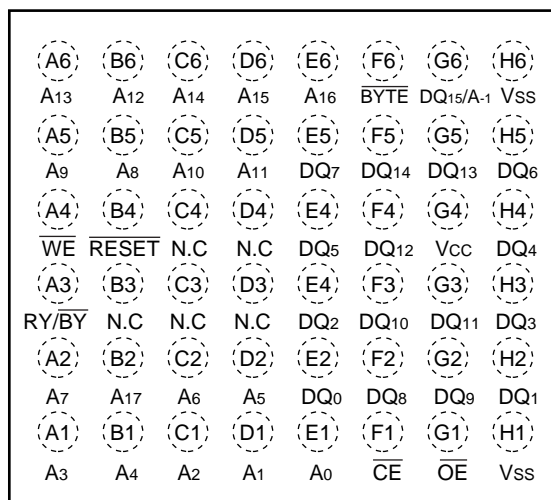 A6 B6 C6 D6 E6 F6 G6 H6
A13 A12 A14 A15 A16 BYTE DQ15/A-1 VSS
A5 B5 C5 D5 E5 F5 G5 H5
A9 A8 A10 A11 DQ7 DQ14 DQ13 DQ6
A4 B4 C4 D4 E4 F4 G4 H4
WE RESET N.C N.C DQ5 DQ12 VCC DQ4
A3 B3 C3 D3 E4 F3 G3 H3
RY/BY N.C N.C N.C DQ2 DQ10 DQ11 DQ3
A2 B2 C2 D2 E2 F2 G2 H2
A7 A17 A6 A5 DQ0 DQ8 DQ9 DQ1
A1 B1 C1 D1 E1 F1 G1 H1
A3 A4 A2 A1 A0 CE OE VSS